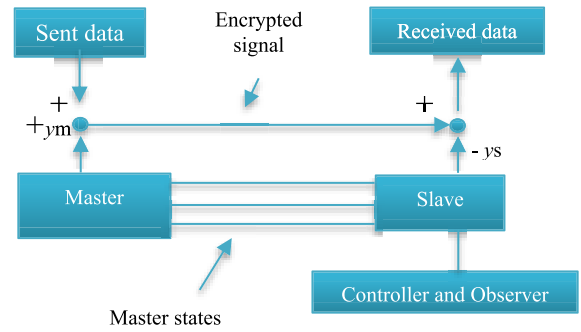 Encrypted
signal
Sent data
Received data
+
+
+ym
- ys
Master
Slave
Controller and Observer
Master states